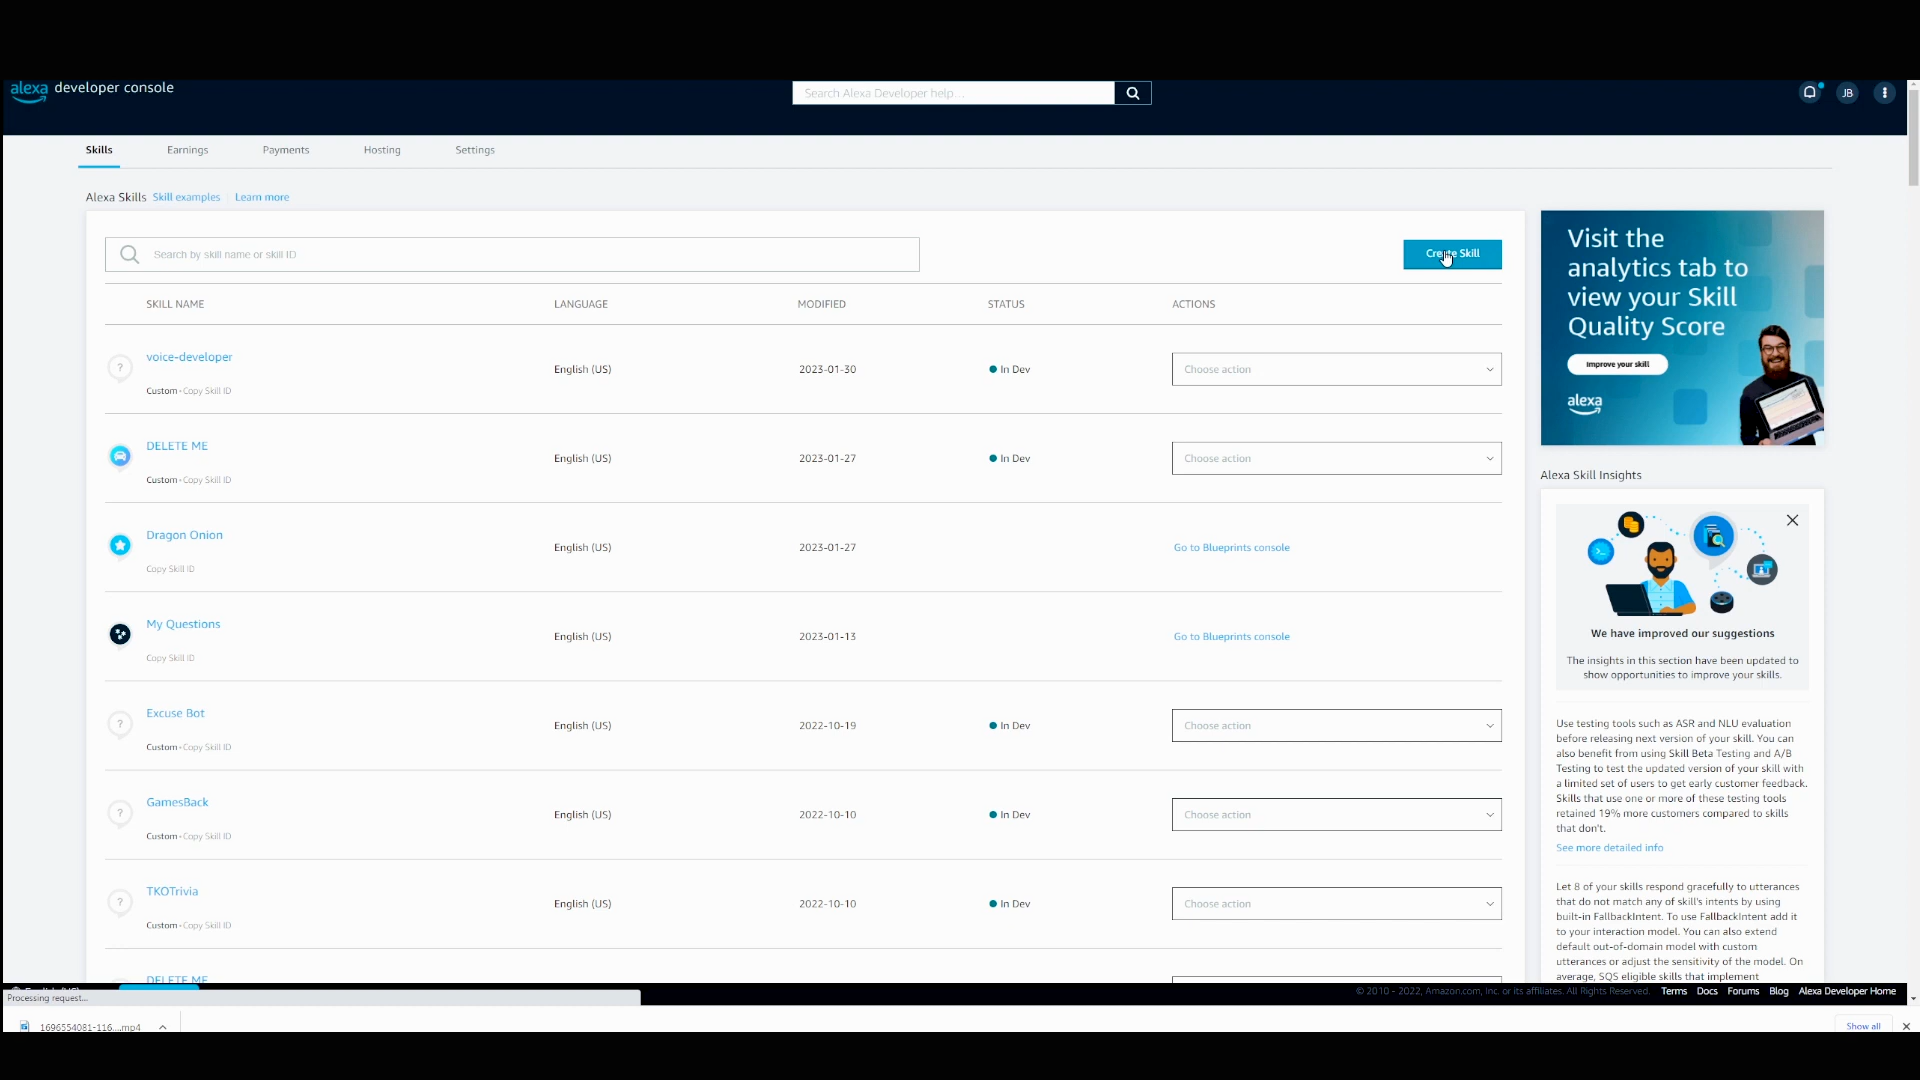 alexa developer console
Search Alexa Developer help...
JB
Skills Earnings Payments Hosting Settings
Alexa Skills Skill examples Learn more
Search by skill name or skill ID
Create Skill
SKILL NAME LANGUAGE MODIFIED STATUS ACTIONS
voice-developer
English (US) 2023-01-30 In Dev Choose action
Custom • Copy Skill ID
DELETE ME
English (US) 2023-01-27 In Dev Choose action
Custom • Copy Skill ID
Dragon Onion
English (US) 2023-01-27 Go to Blueprints console
Copy Skill ID
My Questions
English (US) 2023-01-13 Go to Blueprints console
Copy Skill ID
Excuse Bot
English (US) 2022-10-19 In Dev Choose action
Custom • Copy Skill ID
GamesBack
English (US) 2022-10-10 In Dev Choose action
Custom • Copy Skill ID
TKOTrivia
English (US) 2022-10-10 In Dev Choose action
Custom • Copy Skill ID
DELETE ME
Visit the
analytics tab to
view your Skill
Quality Score
Improve your skill
alexa
Alexa Skill Insights
We have improved our suggestions
The insights in this section have been updated to
show opportunities to improve your skills.
Use testing tools such as ASR and NLU evaluation
before releasing next version of your skill. You can
also benefit from using Skill Beta Testing and A/B
Testing to test the updated version of your skill with
a limited set of users to get early customer feedback.
Skills that use one or more of these testing tools
retained 19% more customers compared to skills
that don't.
See more detailed info
Let 8 of your skills respond gracefully to utterances
that do not match any of skill's intents by using
built-in FallbackIntent. To use FallbackIntent add it
to your interaction model. You can also extend
default out-of-domain model with custom
utterances or adjust the sensitivity of the model. On
average, SQS eligible skills that implement
English (US)
© 2010 - 2022, Amazon.com, Inc. or its affiliates. All Rights Reserved. Terms Docs Forums Blog Alexa Developer Home
Processing request...
1696554081-116....mp4
Show all